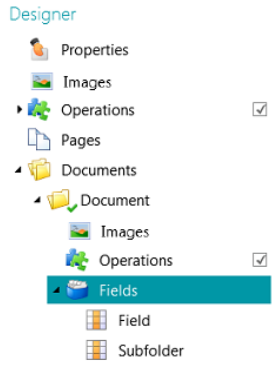 Designer
Properties
Images
Operations
Pages
Documents
Document
Images
Operations
Fields
Field
Subfolder